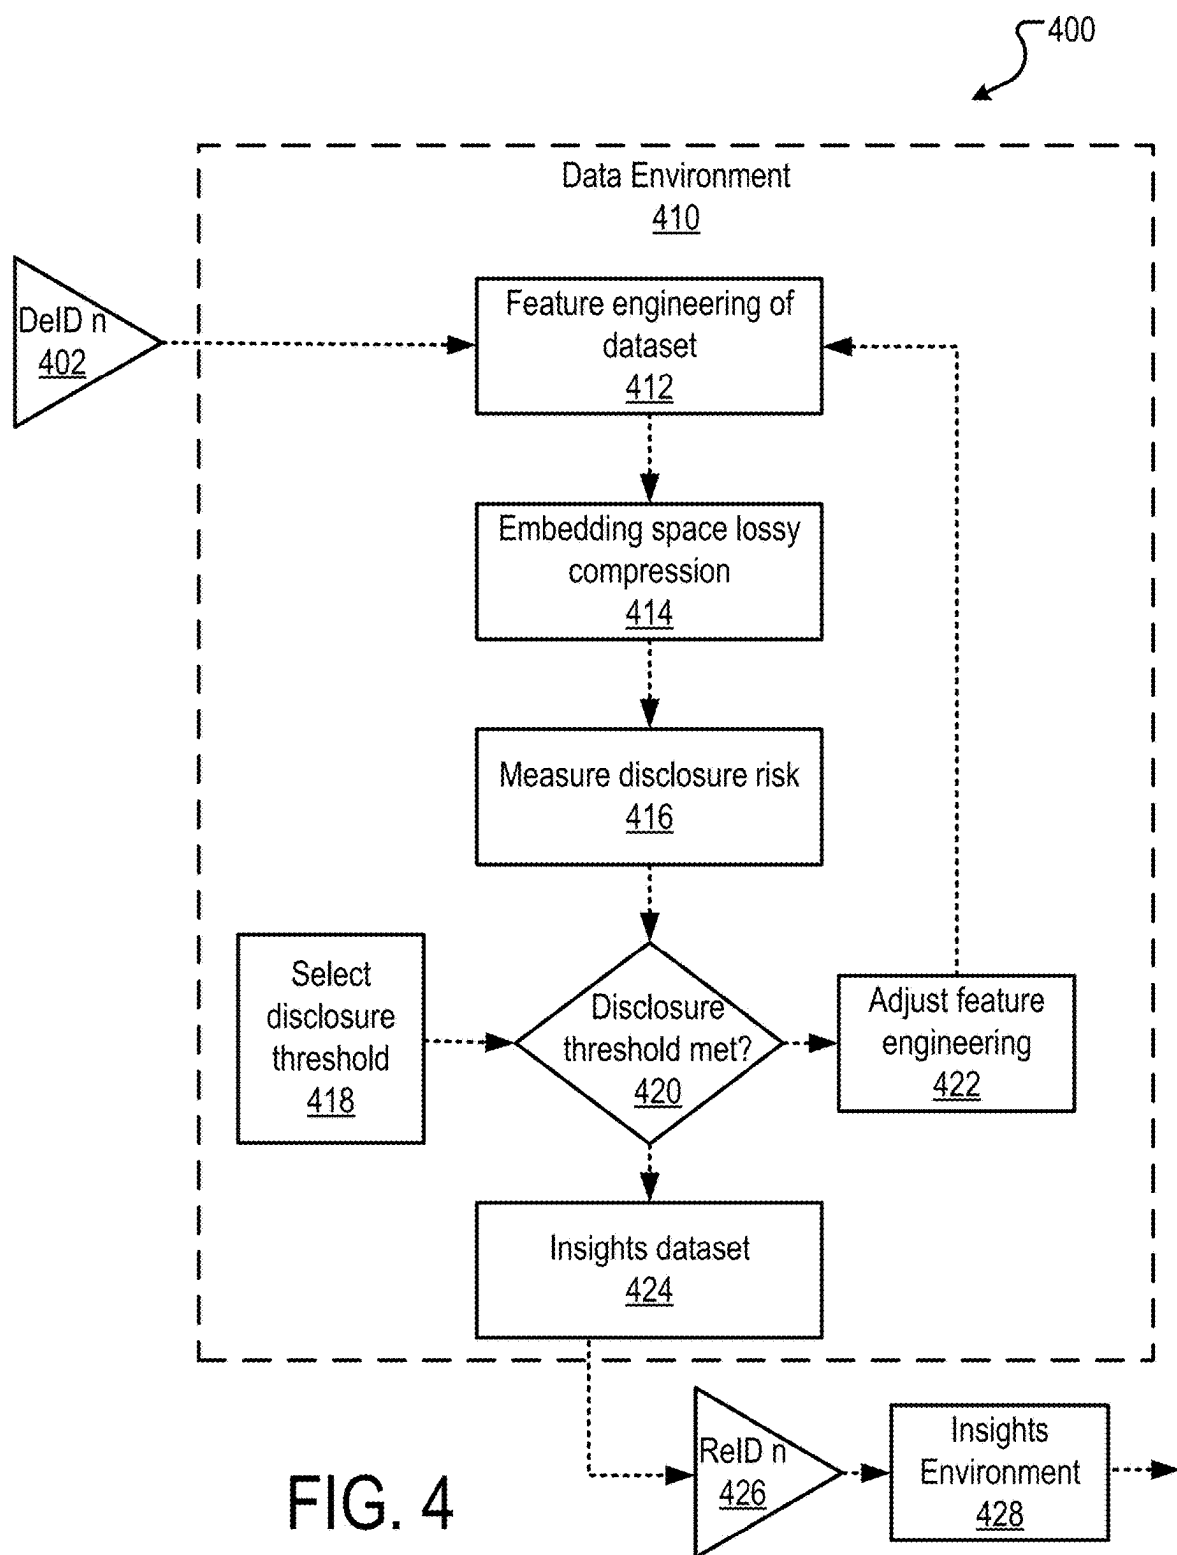 400
Data Environment
410
DeID n
402
Feature engineering of
dataset
412
Embedding space lossy
compression
414
Measure disclosure risk
416
Select
disclosure
threshold
418
Disclosure
threshold met?
420
Adjust feature
engineering
422
Insights dataset
424
ReID n
426
Insights
Environment
428
FIG. 4